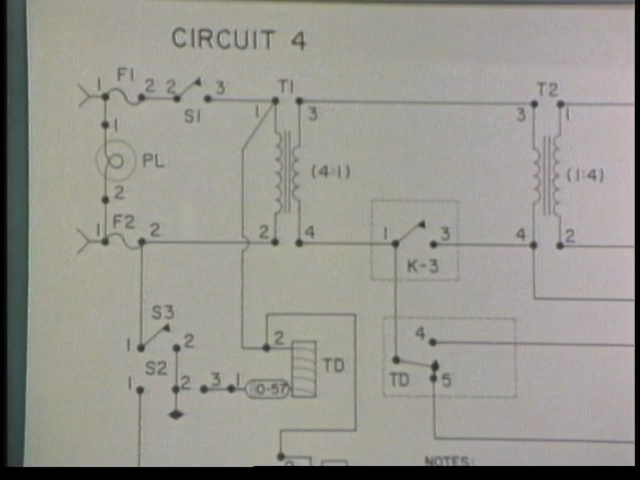 CIRCUIT 4
1 F1 2 2 3 T1 T2
S1 1 3 3 1
1
PL (4:1) (1:4)
2
1 F2 2 2 4 1 3 4 2
K-3
S3
1 2 2 4
S2 TD
1 2 3 1 0-57 TD 5
NOTES: